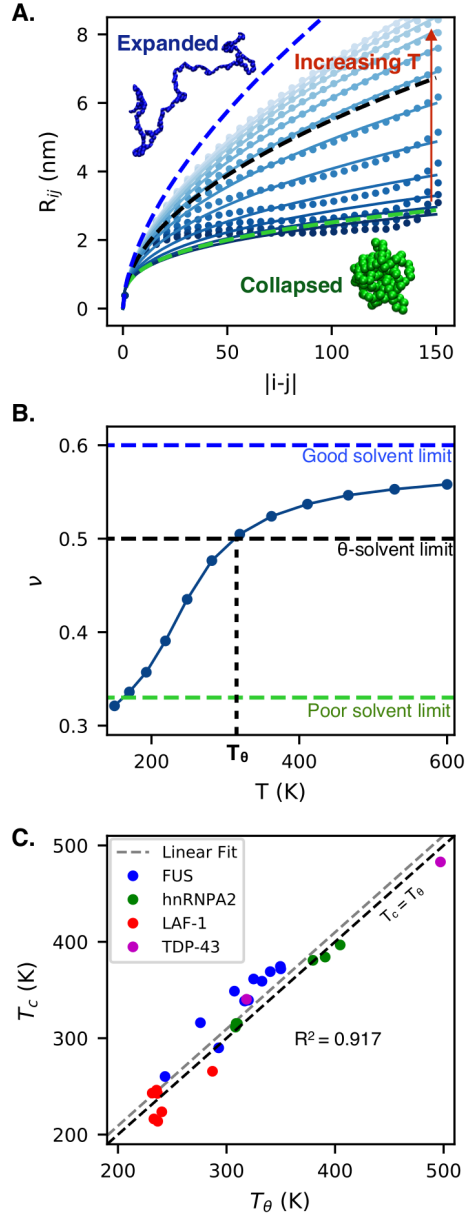 A.
Expanded
Increasing T
Collapsed
8
6
4
2
0
R_ij (nm)
0 50 100 150
|i-j|
B.
0.6
0.5
0.4
0.3
ν
Good solvent limit
θ-solvent limit
Poor solvent limit
200 T_θ 400 600
T (K)
C.
500
400
300
200
T_c (K)
Linear Fit
FUS
hnRNPA2
LAF-1
TDP-43
T_c = T_θ
R² = 0.917
200 300 400 500
T_θ (K)